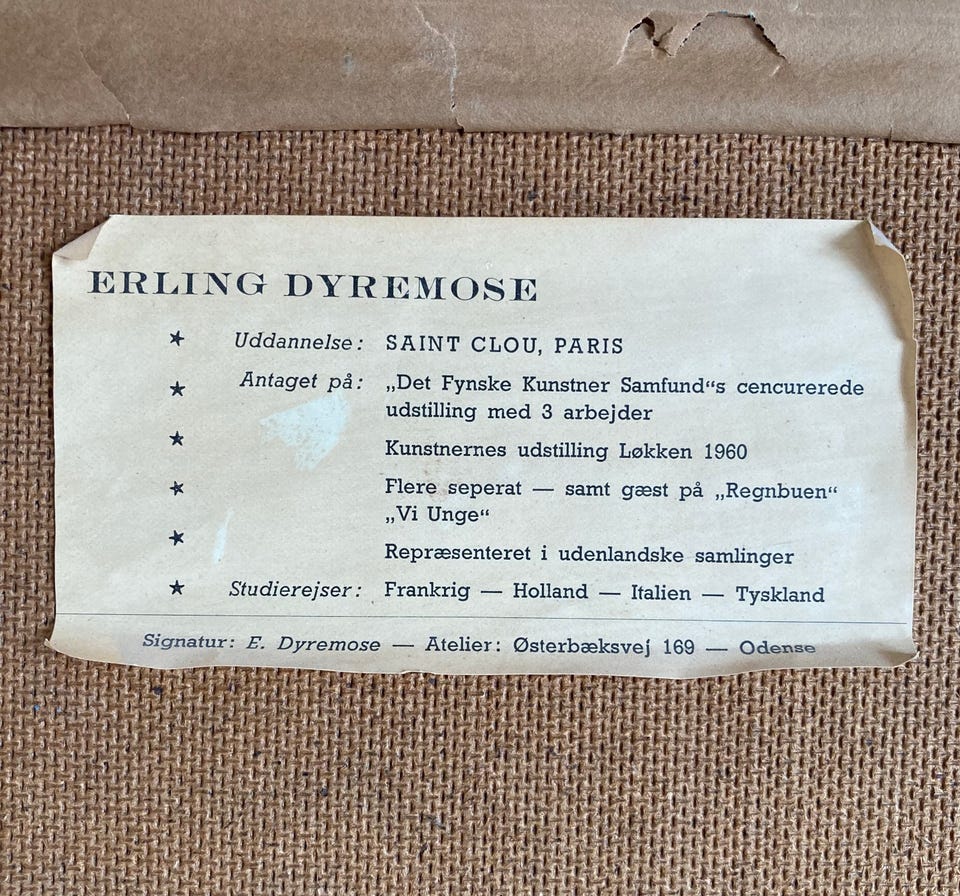 ERLING DYREMOSE
★ Uddannelse: SAINT CLOU, PARIS
★ Antaget på: „Det Fynske Kunstner Samfund“s cencurerede
udstilling med 3 arbejder
★ Kunstnernes udstilling Løkken 1960
★ Flere seperat — samt gæst på „Regnbuen“
„Vi Unge“
★ Repræsenteret i udenlandske samlinger
★ Studierejser: Frankrig — Holland — Italien — Tyskland
Signatur: E. Dyremose — Atelier: Østerbæksvej 169 — Odense